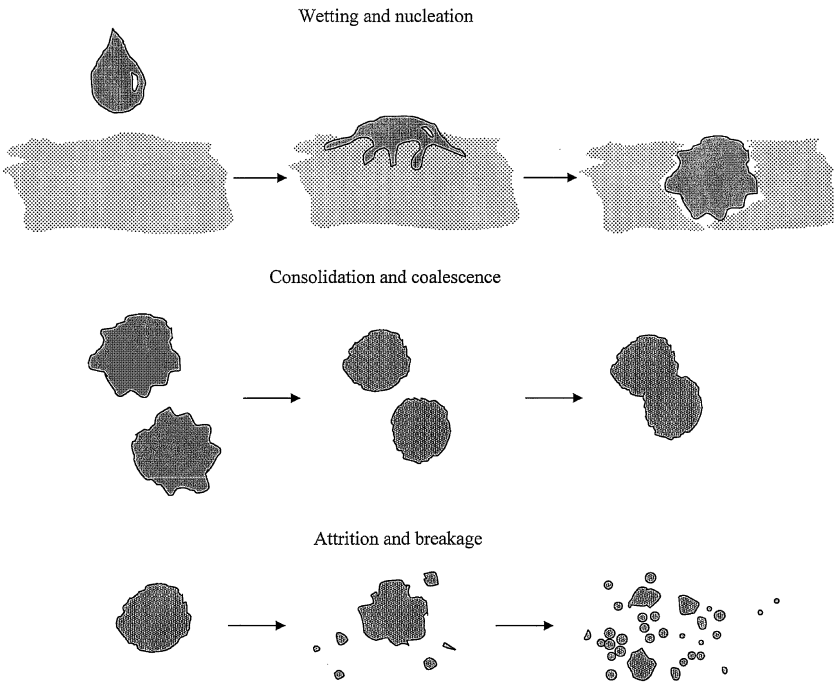 Wetting and nucleation
Consolidation and coalescence
Attrition and breakage